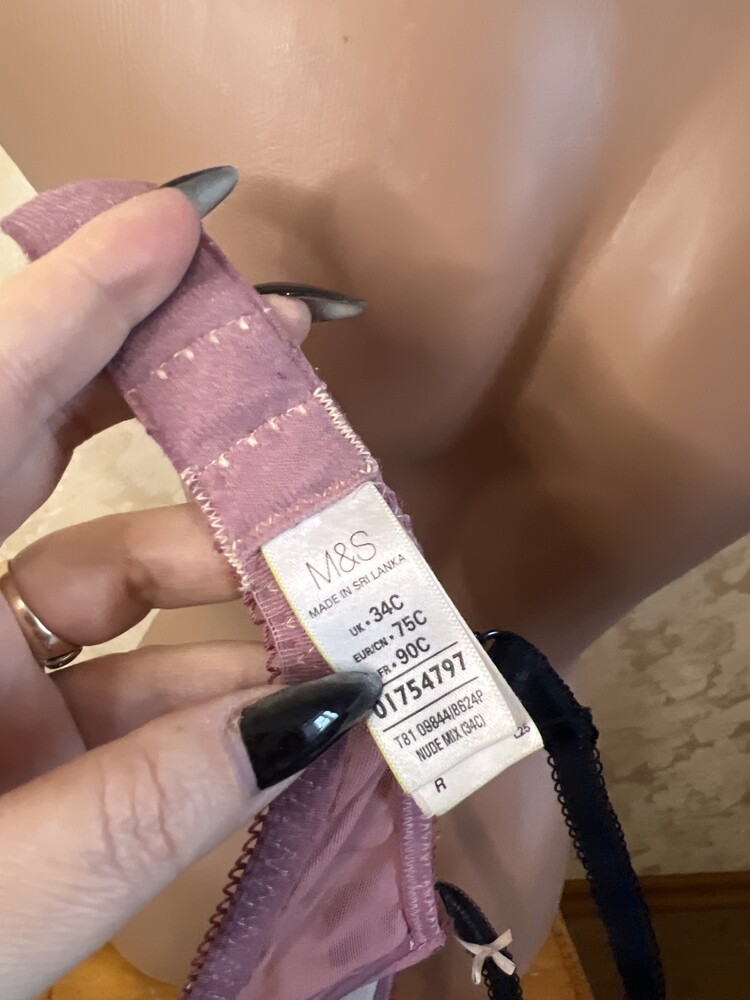 M&S
MADE IN SRI LANKA
UK • 34C
EUR/CN • 75C
FR • 90C
01754797
T81 09844/8624P
NUDE MIX (34C)
R